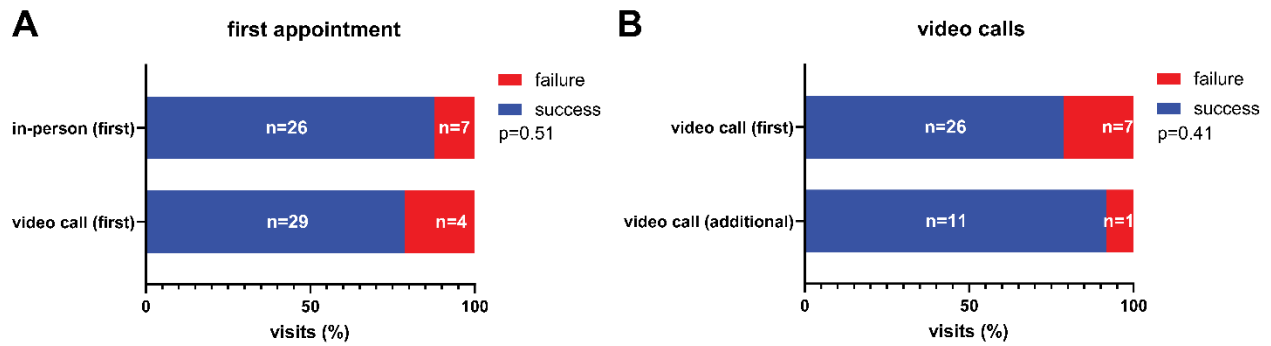 A
first appointment
failure
success
p=0.51
in-person (first)
n=26
n=7
video call (first)
n=29
n=4
0
50
100
visits (%)
B
video calls
failure
success
p=0.41
video call (first)
n=26
n=7
video call (additional)
n=11
n=1
0
50
100
visits (%)